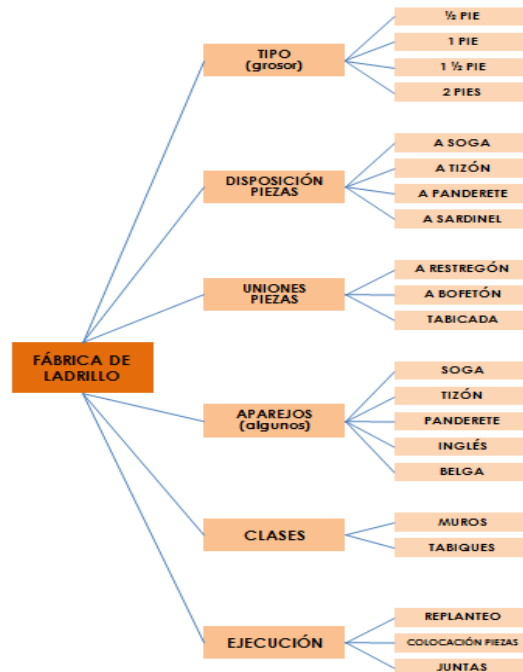 FÁBRICA DE
LADRILLO
TIPO
(grosor)
½ PIE
1 PIE
1 ½ PIE
2 PIES
DISPOSICIÓN
PIEZAS
A SOGA
A TIZÓN
A PANDERETE
A SARDINEL
UNIONES
PIEZAS
A RESTREGÓN
A BOFETÓN
TABICADA
APAREJOS
(algunos)
SOGA
TIZÓN
PANDERETE
INGLÉS
BELGA
CLASES
MUROS
TABIQUES
EJECUCIÓN
REPLANTEO
COLOCACIÓN PIEZAS
JUNTAS